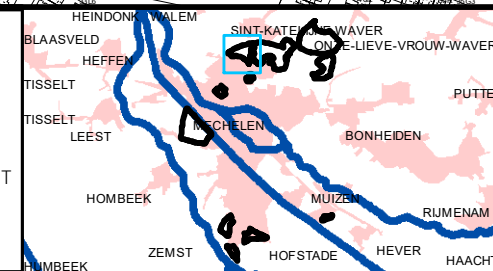 HEINDONK WALEM
BLAASVELD
SINT-KATELIJNE-WAVER
ONZE-LIEVE-VROUW-WAVER
HEFFEN
TISSELT
PUTTE
TISSELT
MECHELEN
LEEST
BONHEIDEN
T
HOMBEEK
MUIZEN
RIJMENAM
ZEMST
HOFSTADE
HEVER
HAACHT
HUMBEEK